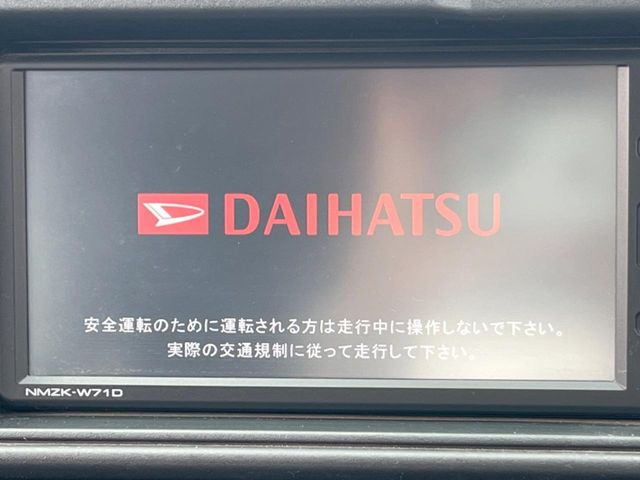 DAIHATSU
安全運転のために運転される方は走行中に操作しないで下さい。
実際の交通規制に従って走行して下さい。
NMZK-W71D